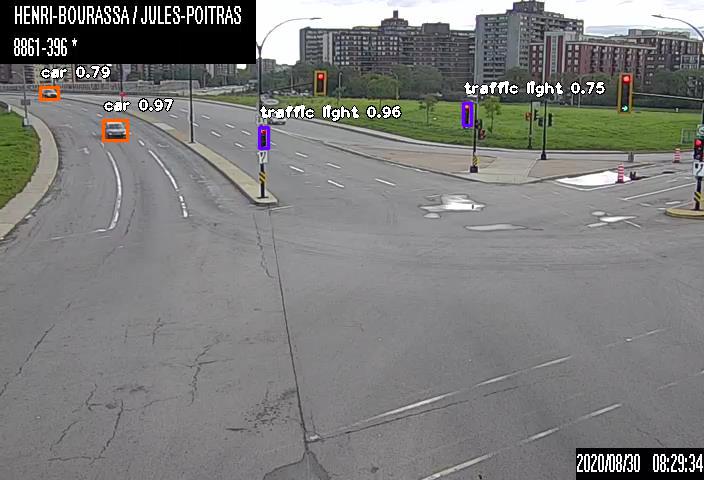 HENRI-BOURASSA / JULES-POITRAS
8861-396 *
car 0.79
car 0.97
traffic light 0.96
traffic light 0.75
2020/08/30 08:29:34